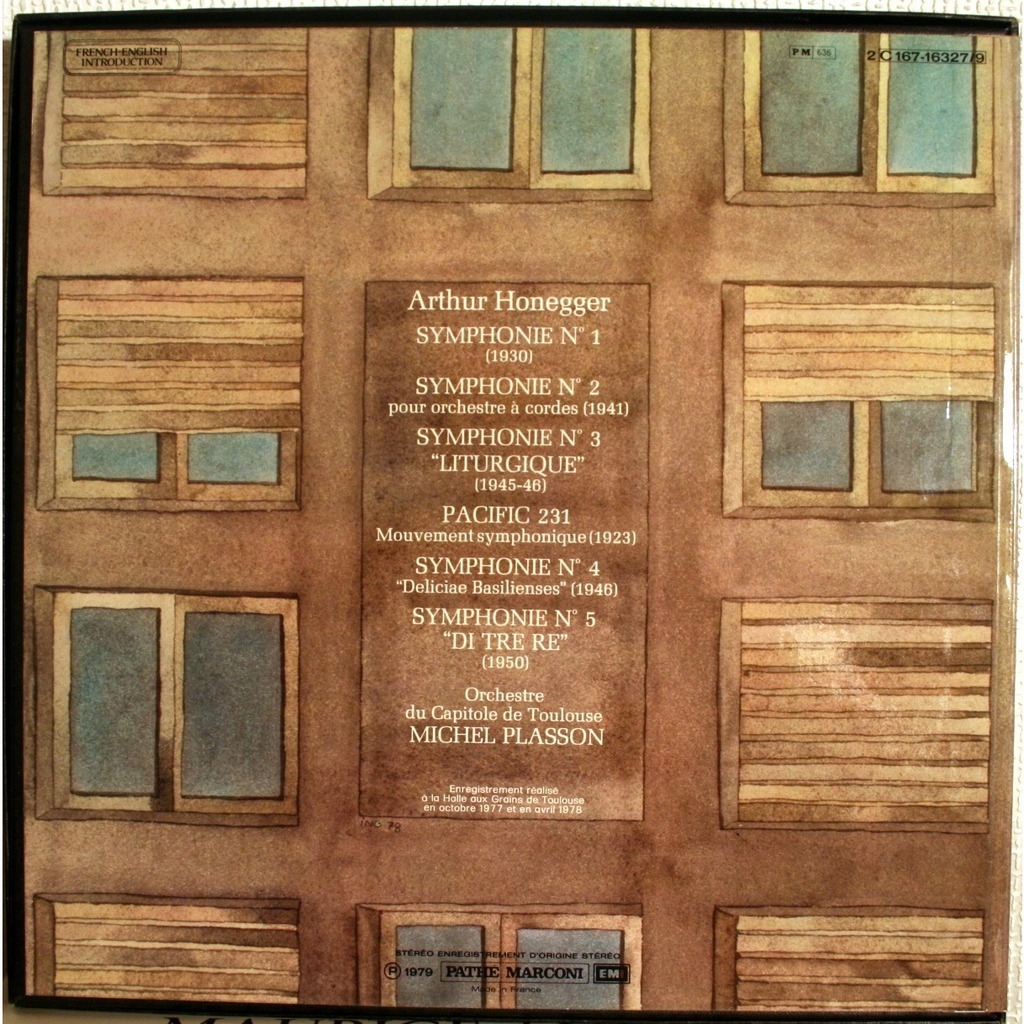 FRENCH-ENGLISH
INTRODUCTION
PM 636
2 C 167-16327/9
Arthur Honegger
SYMPHONIE N° 1
(1930)
SYMPHONIE N° 2
pour orchestre à cordes (1941)
SYMPHONIE N° 3
“LITURGIQUE”
(1945-46)
PACIFIC 231
Mouvement symphonique (1923)
SYMPHONIE N° 4
“Deliciae Basilienses” (1946)
SYMPHONIE N° 5
“DI TRE RE”
(1950)
Orchestre
du Capitole de Toulouse
MICHEL PLASSON
Enregistrement réalisé
à la Halle aux Grains de Toulouse
en octobre 1977 et en avril 1978
STÉRÉO ENREGISTREMENT D'ORIGINE STÉRÉO
Ⓟ 1979 PATHE MARCONI EMI
Made in France